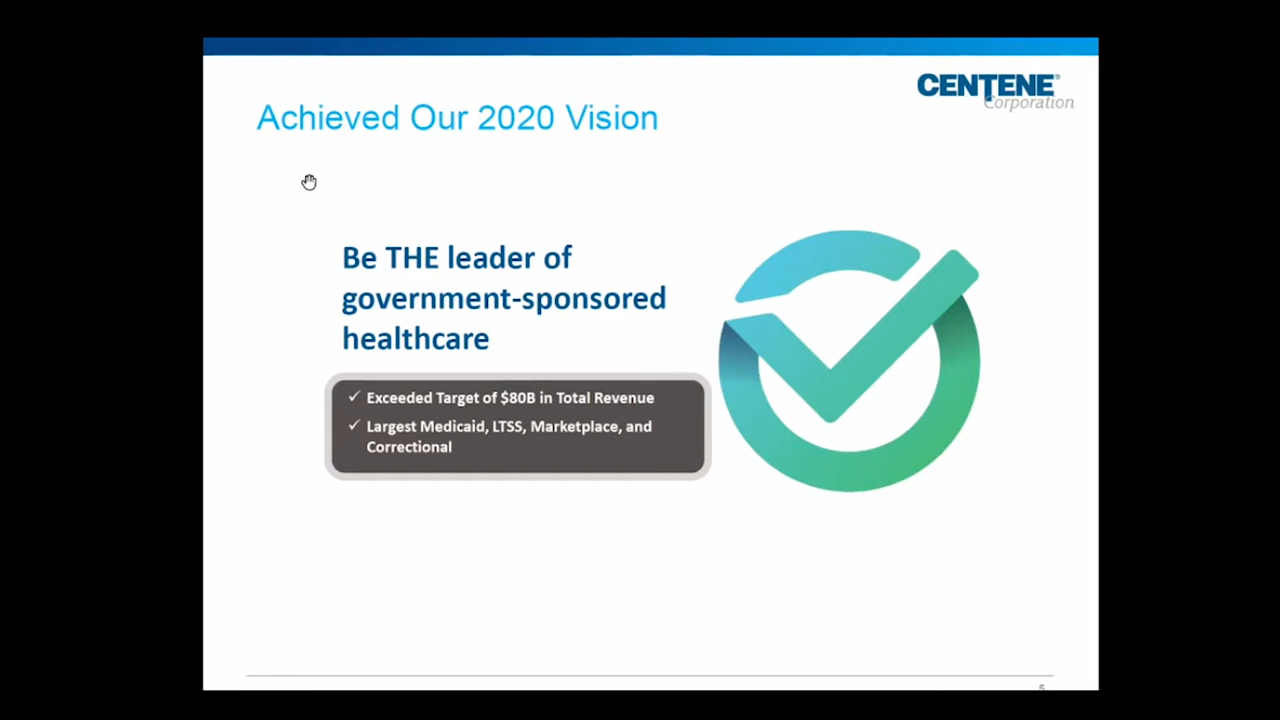 CENTENE®
Corporation
Achieved Our 2020 Vision
Be THE leader of
government-sponsored
healthcare
✓ Exceeded Target of $80B in Total Revenue
✓ Largest Medicaid, LTSS, Marketplace, and
Correctional
5